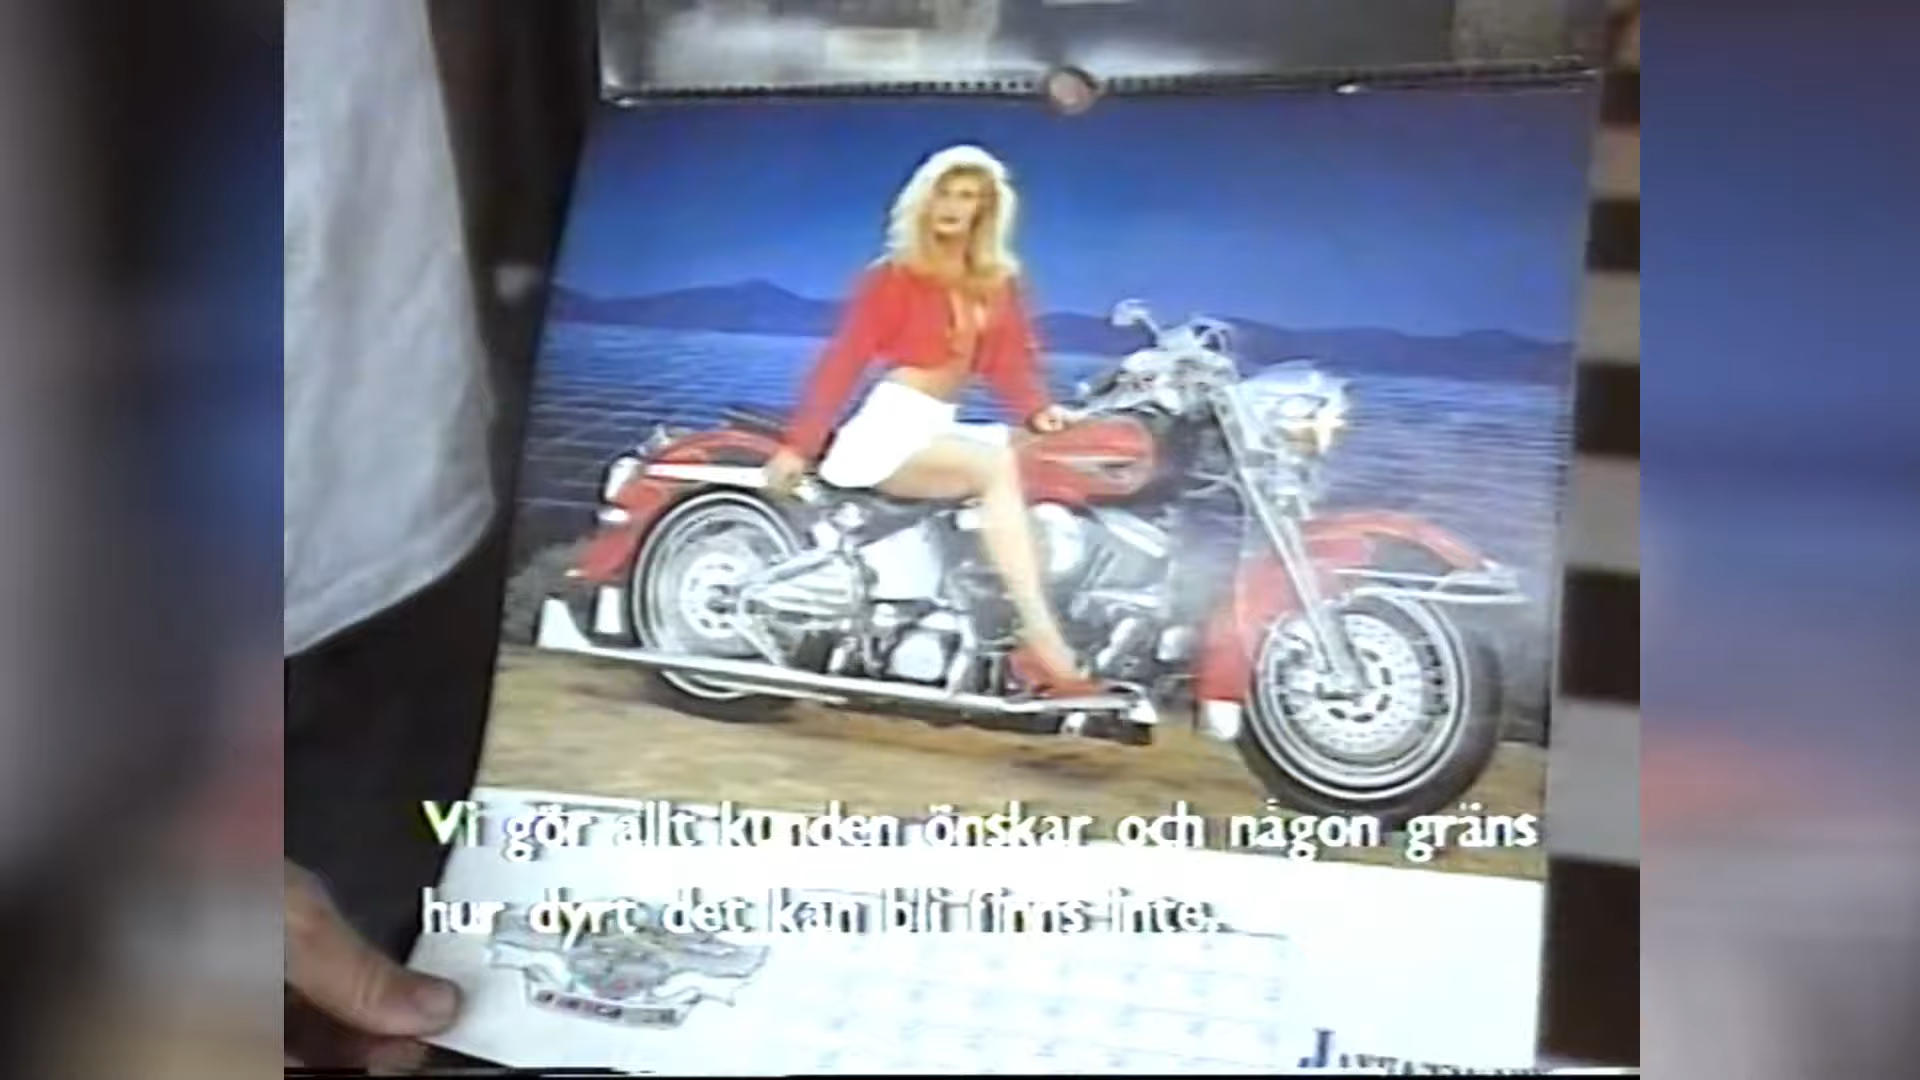 Vi gör allt kunden önskar och någon gräns
hur dyrt det kan bli finns inte.